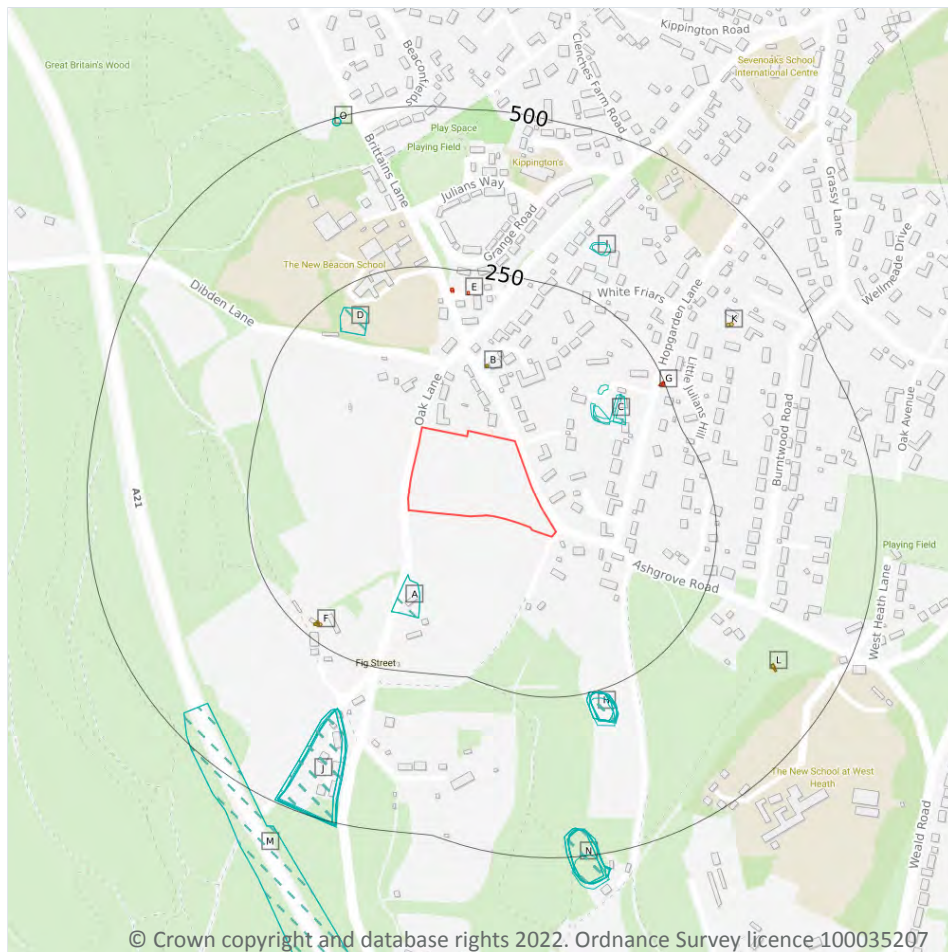 Kippington Road
Great Britain's Wood
Beaconfields
Clenches Farm Road
Sevenoaks School
International Centre
O
500
Play Space
Playing Field
Brittains Lane
Kippington's
Julians Way
Grassy Lane
Grange Road
I
Wellmeade Drive
The New Beacon School
250
E
White Friars
Hopgarden Lane
Dibden Lane
D
K
B
G
Little Julians Hill
C
Oak Lane
Burntwood Road
Oak Avenue
A21
Playing Field
Ashgrove Road
A
West Heath Lane
F
Fig Street
L
H
J
The New School at West
Heath
M
N
Weald Road
© Crown copyright and database rights 2022. Ordnance Survey licence 100035207